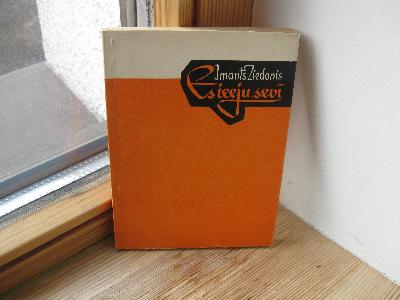 Imants Ziedonis
Es ieeju sevī